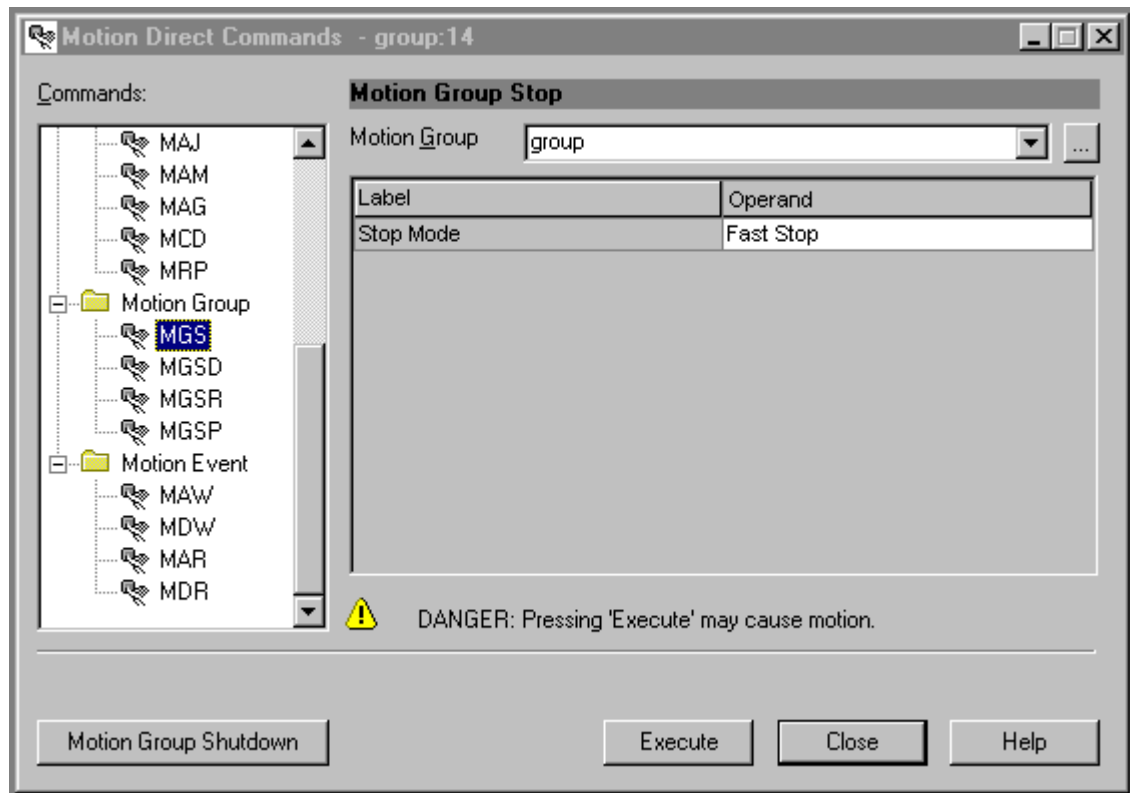 Motion Direct Commands - group:14
Commands:
MAJ
MAM
MAG
MCD
MRP
Motion Group
MGS
MGSD
MGSR
MGSP
Motion Event
MAW
MDW
MAR
MDR
Motion Group Stop
Motion Group group ...
Label Operand
Stop Mode Fast Stop
DANGER: Pressing 'Execute' may cause motion.
Motion Group Shutdown Execute Close Help